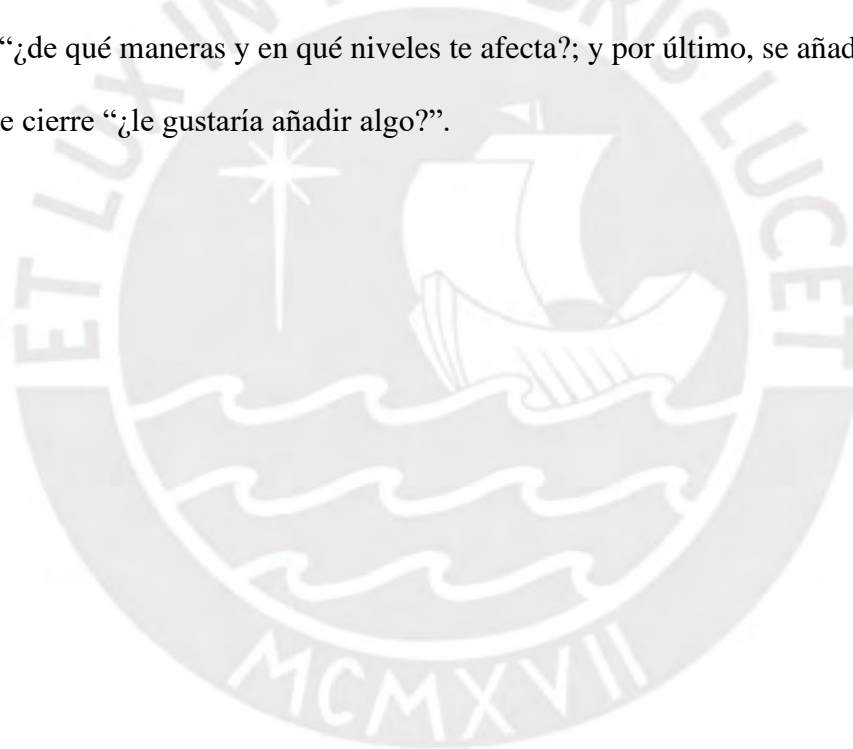 “¿de qué maneras y en qué niveles te afecta?; y por último, se añad
e cierre “¿le gustaría añadir algo?”.
ET LUX IN BRIS LUCET
MCMXVII